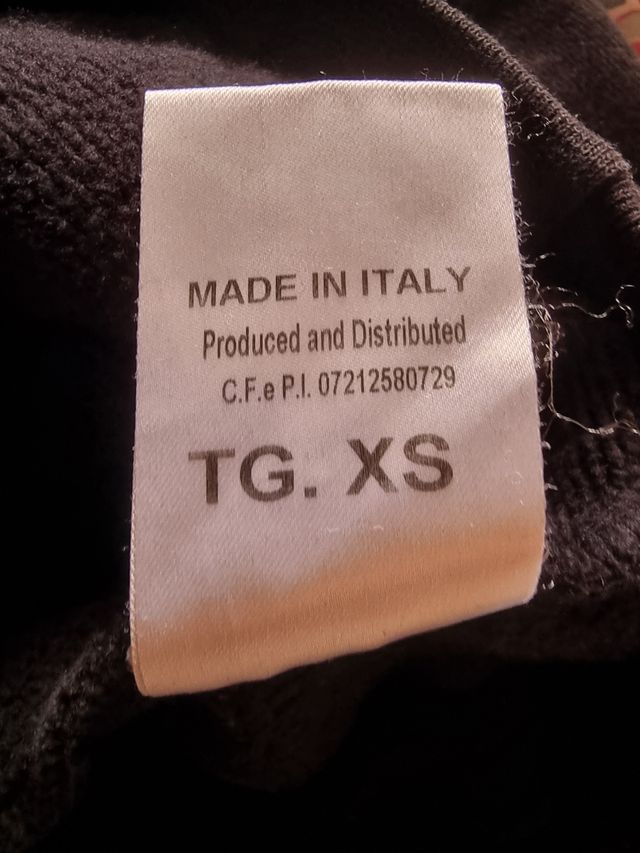 MADE IN ITALY
Produced and Distributed
C.F.e P.I. 07212580729
TG. XS